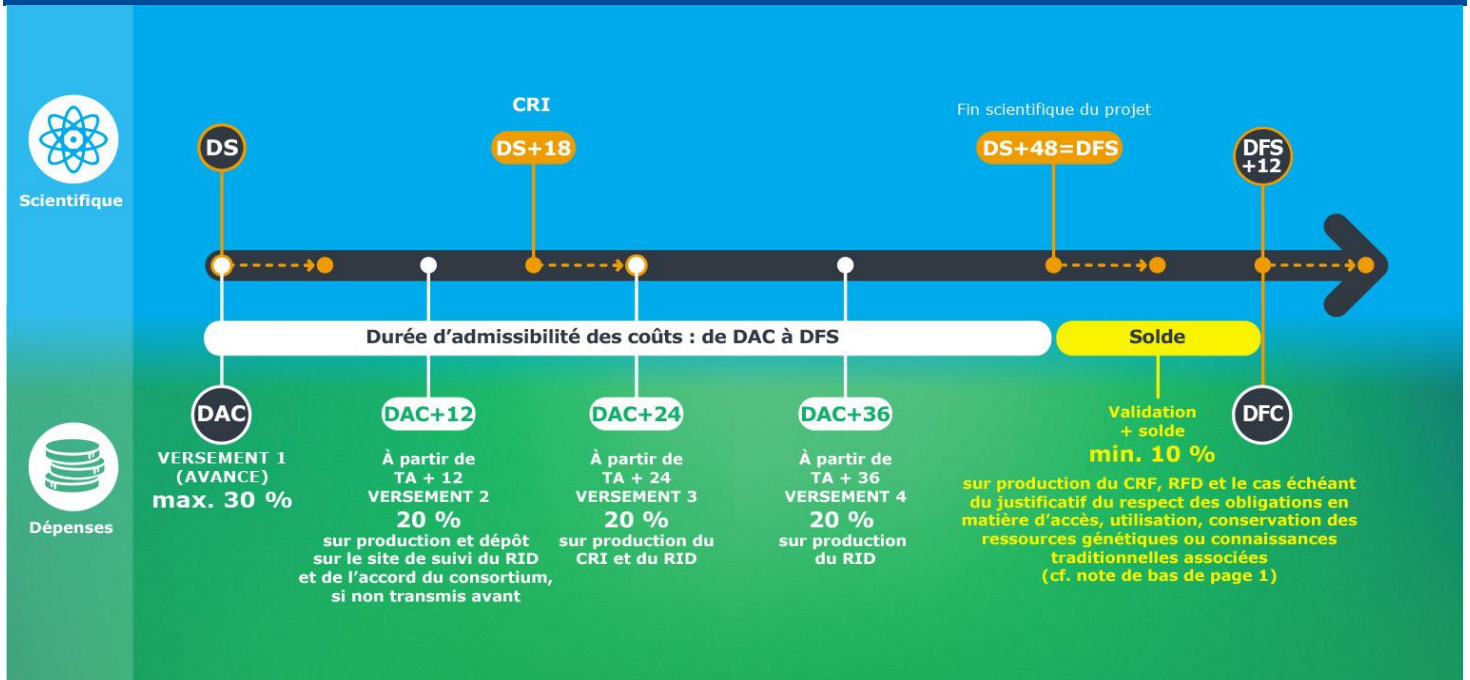 CRI
Fin scientifique du projet
DS
DS+18
DS+48=DFS
DFS
+12
Scientifique
Durée d’admissibilité des coûts : de DAC à DFS
Solde
DAC
VERSEMENT 1
(AVANCE)
max. 30 %
DAC+12
À partir de
TA + 12
VERSEMENT 2
20 %
sur production et dépôt
sur le site de suivi du RID
et de l’accord du consortium,
si non transmis avant
DAC+24
À partir de
TA + 24
VERSEMENT 3
20 %
sur production du
CRI et du RID
DAC+36
À partir de
TA + 36
VERSEMENT 4
20 %
sur production
du RID
Validation
+ solde
min. 10 %
sur production du CRF, RFD et le cas échéant
du justificatif du respect des obligations en
matière d’accès, utilisation, conservation des
ressources génétiques ou connaissances
traditionnelles associées
(cf. note de bas de page 1)
DFC
Dépenses